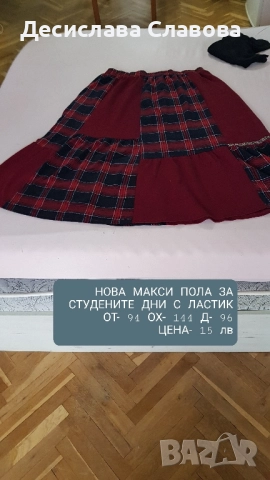 Десислава Славова
НОВА МАКСИ ПОЛА ЗА
СТУДЕНИТЕ ДНИ С ЛАСТИК
ОТ- 94 ОХ- 144 Д- 96
ЦЕНА- 15 лв
BAZAR